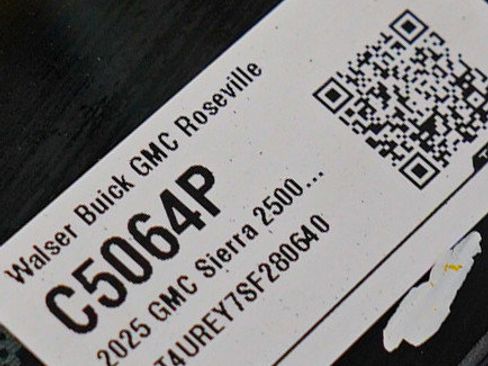 Walser Buick GMC Roseville
C5064P
2025 GMC Sierra 2500...
T4UREY7SF280640